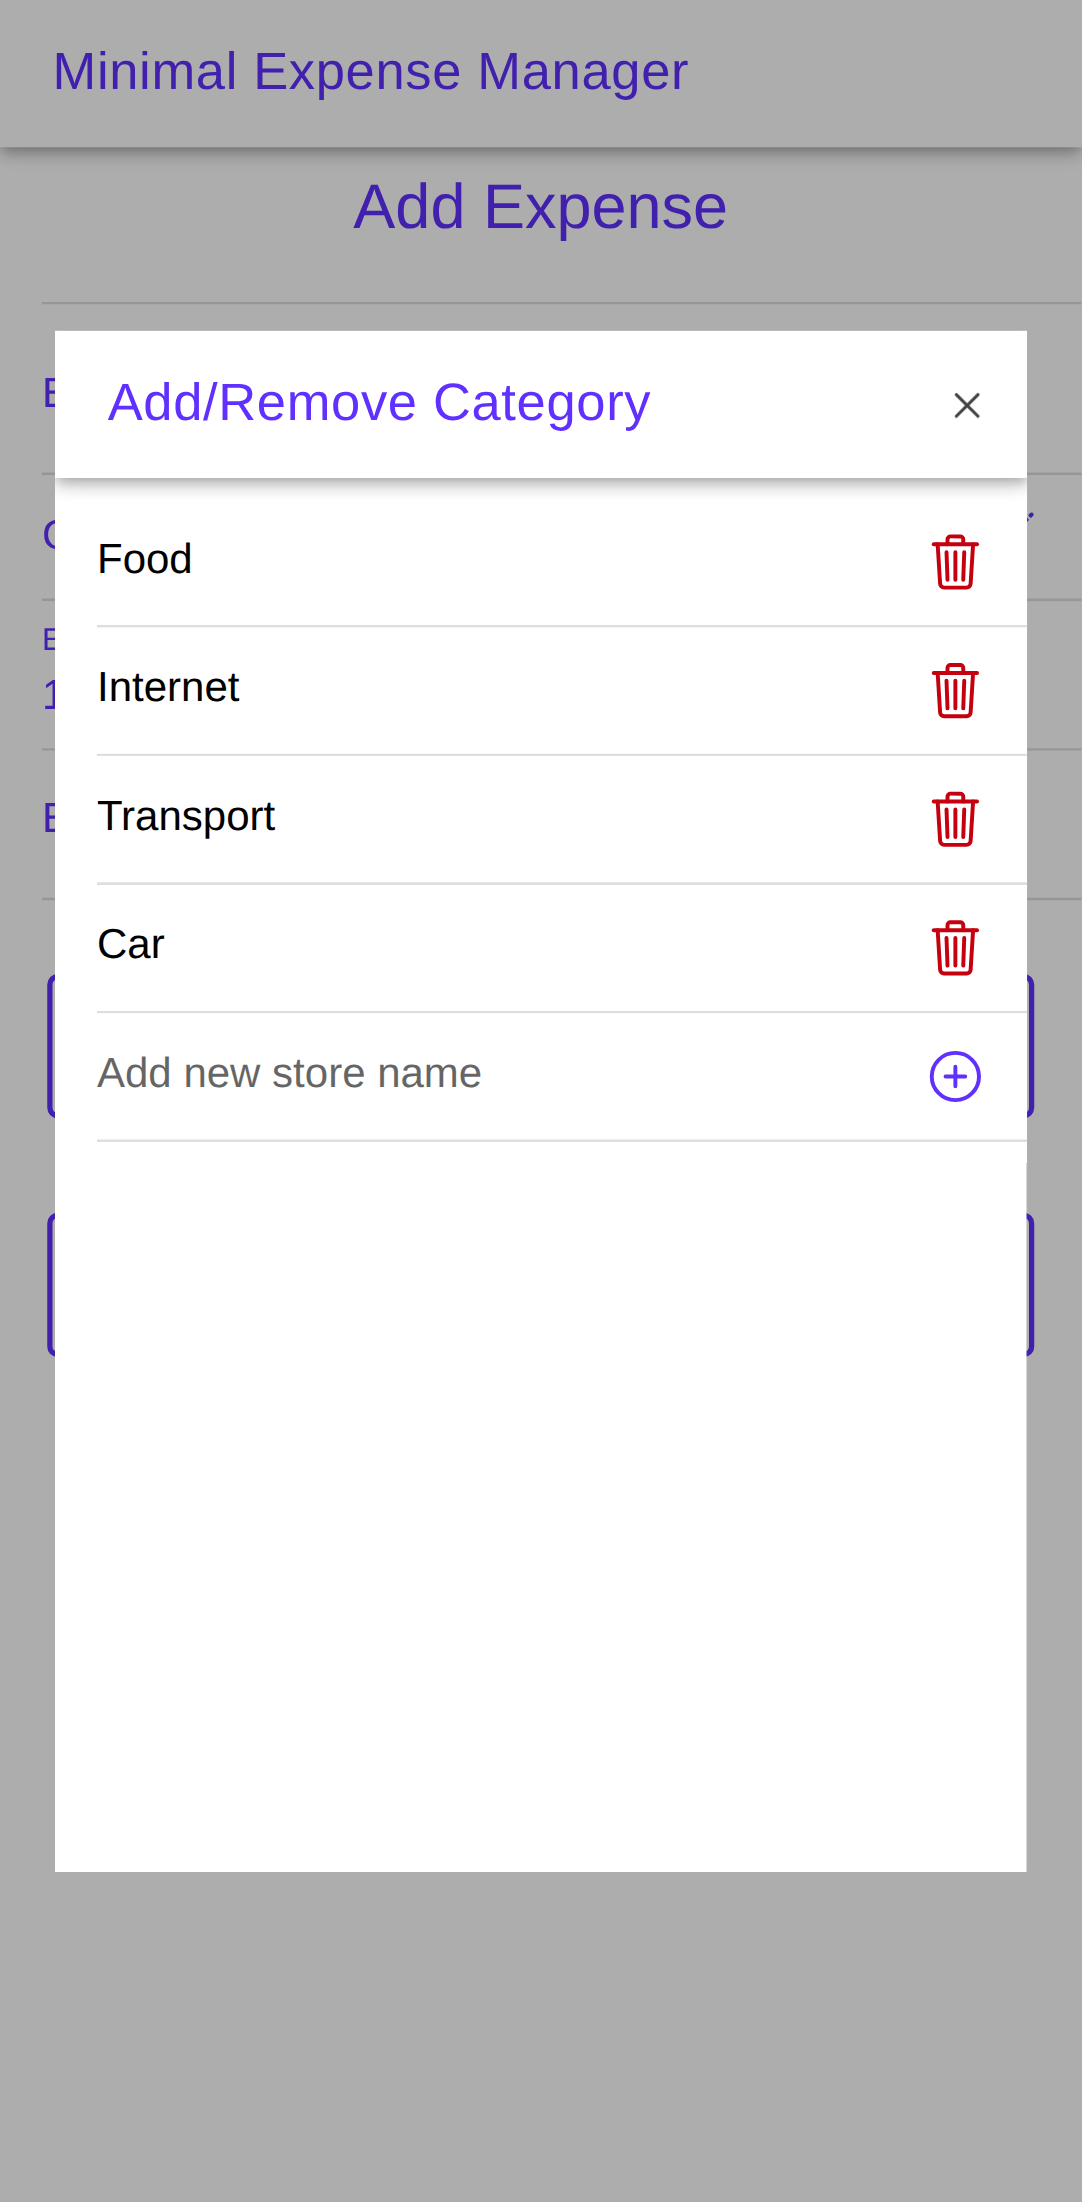 Minimal Expense Manager
Add Expense
Add/Remove Category
Food
Internet
Transport
Car
Add new store name